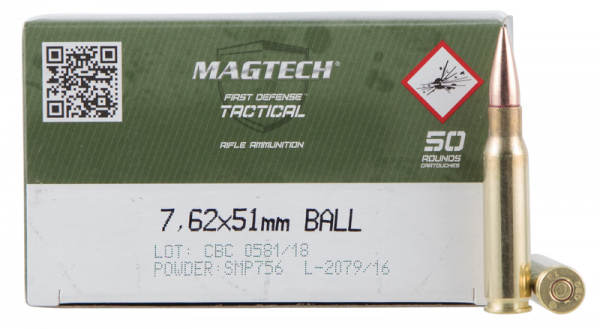 MAGTECH®
FIRST DEFENSE™
TACTICAL
RIFLE AMMUNITION
50
ROUNDS
CARTOUCHES
7,62x51mm BALL
LOT: CBC 0581/18
POWDER:SMP756 L-2079/16